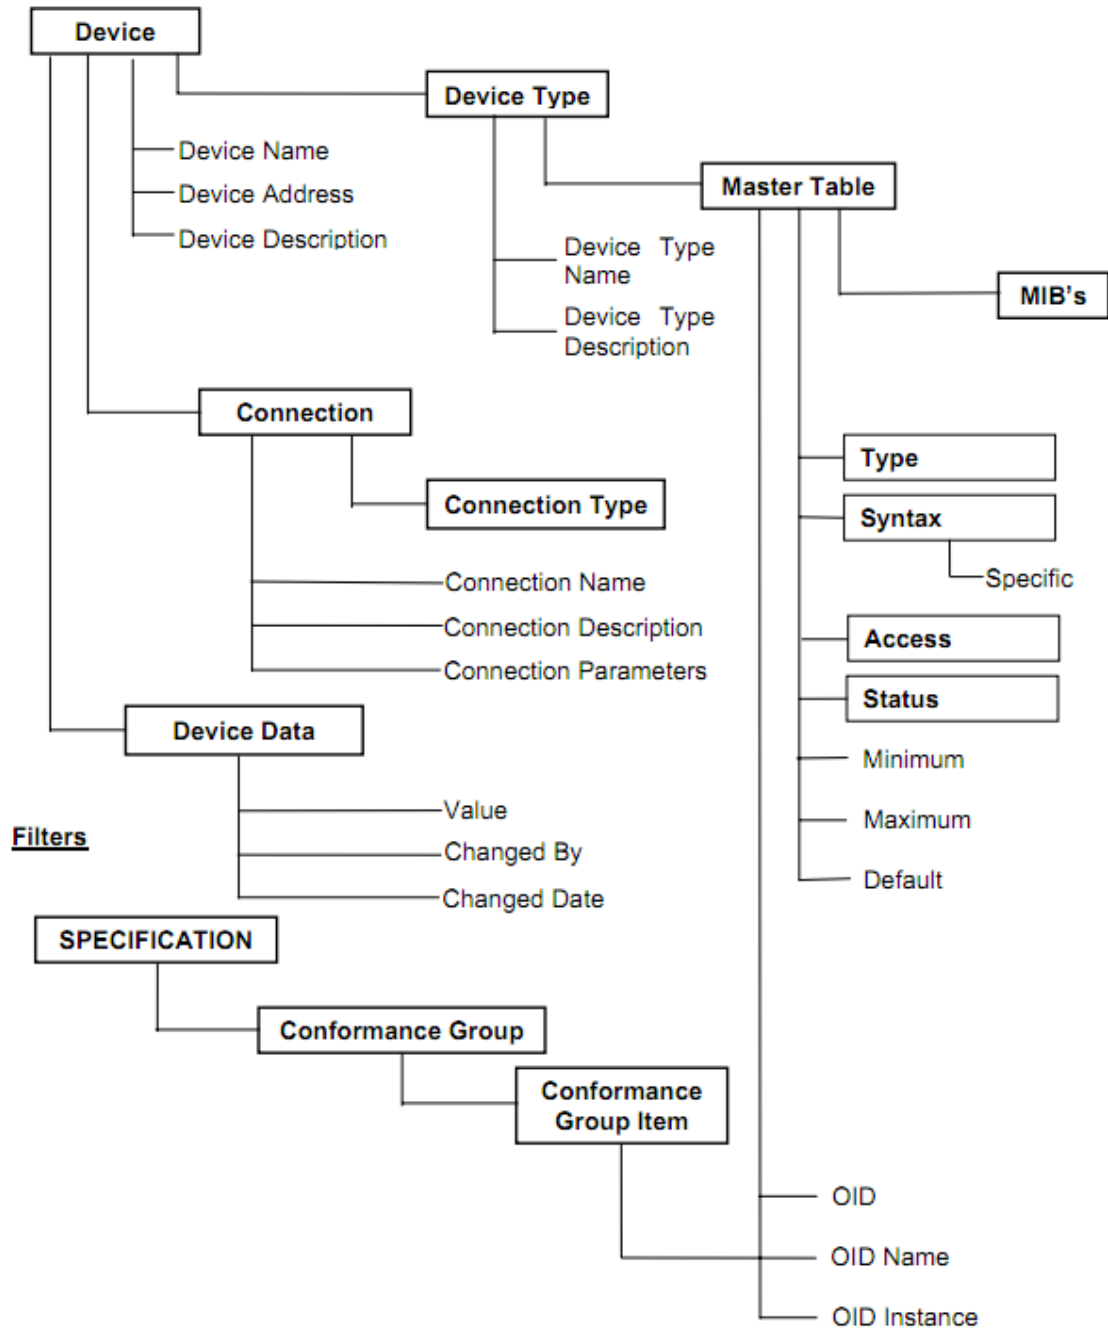 Device
Device Type
Device Name
Device Address
Device Description
Master Table
Device Type
Name
Device Type
Description
MIB's
Connection
Connection Type
Connection Name
Connection Description
Connection Parameters
Type
Syntax
Specific
Access
Status
Minimum
Maximum
Default
Device Data
Value
Changed By
Changed Date
Filters
SPECIFICATION
Conformance Group
Conformance
Group Item
OID
OID Name
OID Instance